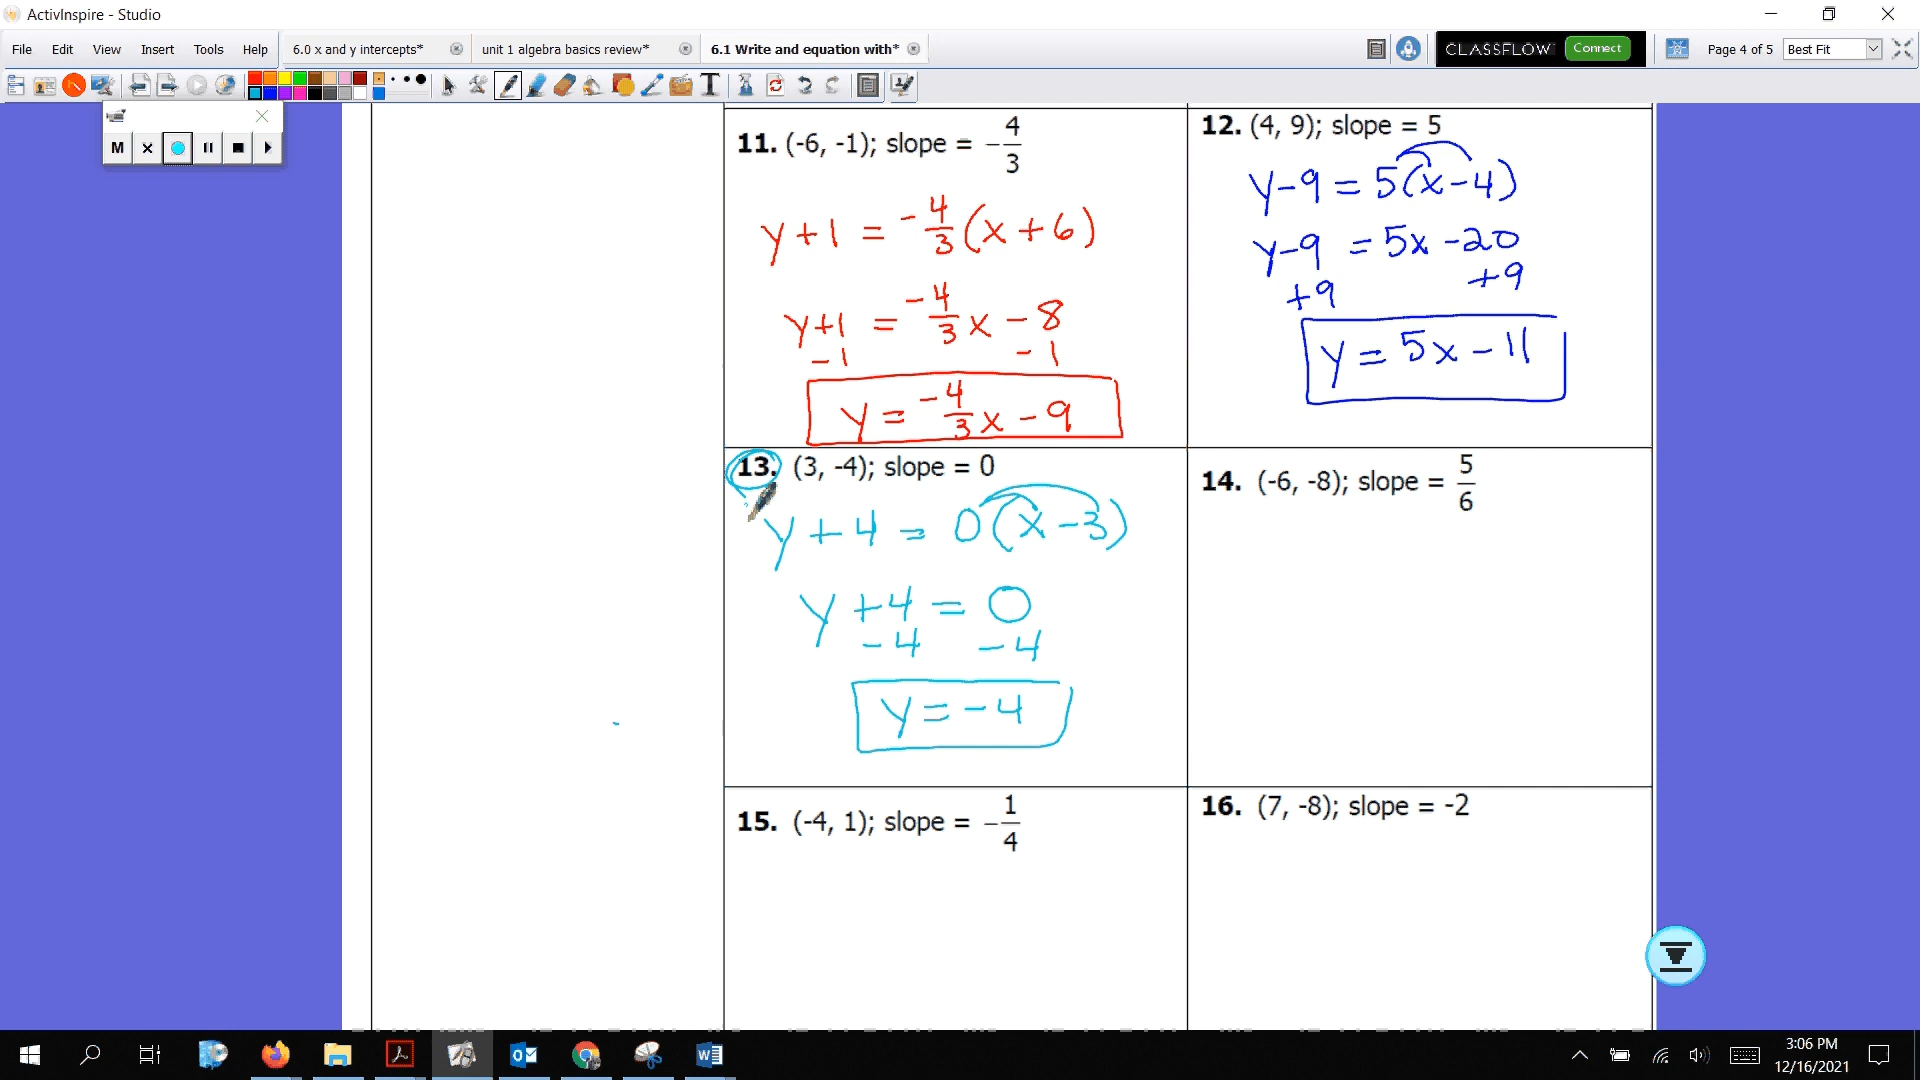 ActivInspire - Studio
File Edit View Insert Tools Help
6.0 x and y intercepts*
unit 1 algebra basics review*
6.1 Write and equation with*
CLASSFLOW
Connect
Page 4 of 5
Best Fit
M
11. (-6, -1); slope = -4/3
y+1 = -4/3(x+6)
y+1 = -4/3x - 8
-1 -1
y = -4/3x - 9
12. (4, 9); slope = 5
y-9 = 5(x-4)
y-9 = 5x-20
+9 +9
y = 5x-11
13. (3, -4); slope = 0
y+4 = 0(x-3)
y+4 = 0
-4 -4
y = -4
14. (-6, -8); slope = 5/6
15. (-4, 1); slope = -1/4
16. (7, -8); slope = -2
3:06 PM
12/16/2021